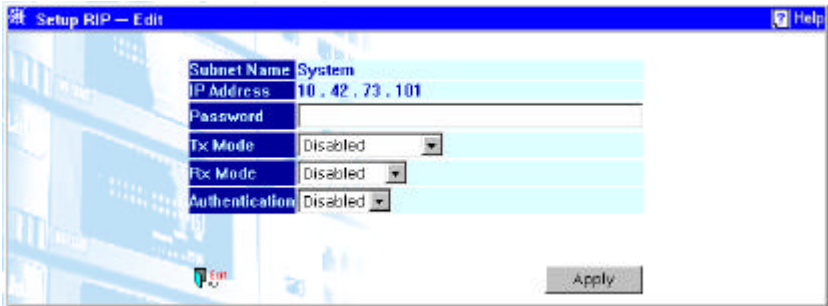 Setup RIP — Edit Help
Subnet Name System
IP Address 10 . 42 . 73 . 101
Password
Tx Mode Disabled
Rx Mode Disabled
Authentication Disabled
Exit Apply